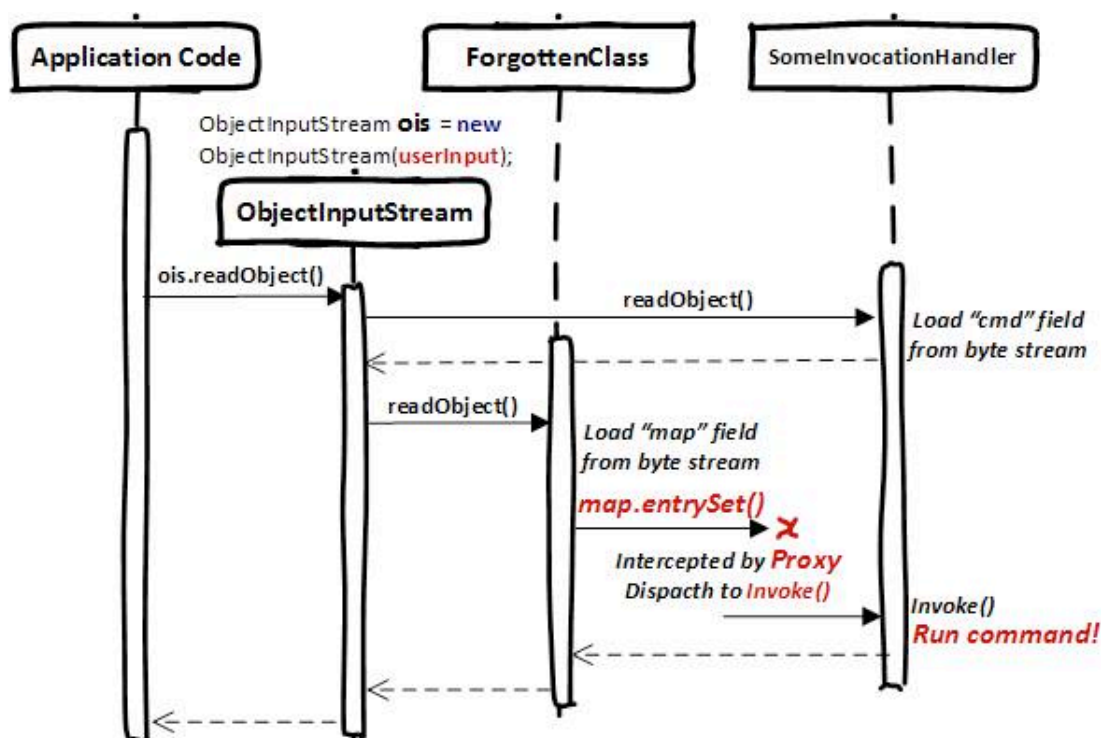 Application Code
ForgottenClass
SomeInvocationHandler
ObjectInputStream ois = new
ObjectInputStream(userInput);
ObjectInputStream
ois.readObject()
readObject()
Load “cmd” field
from byte stream
readObject()
Load “map” field
from byte stream
map.entrySet()
Intercepted by Proxy
Dispacth to Invoke()
Invoke()
Run command!